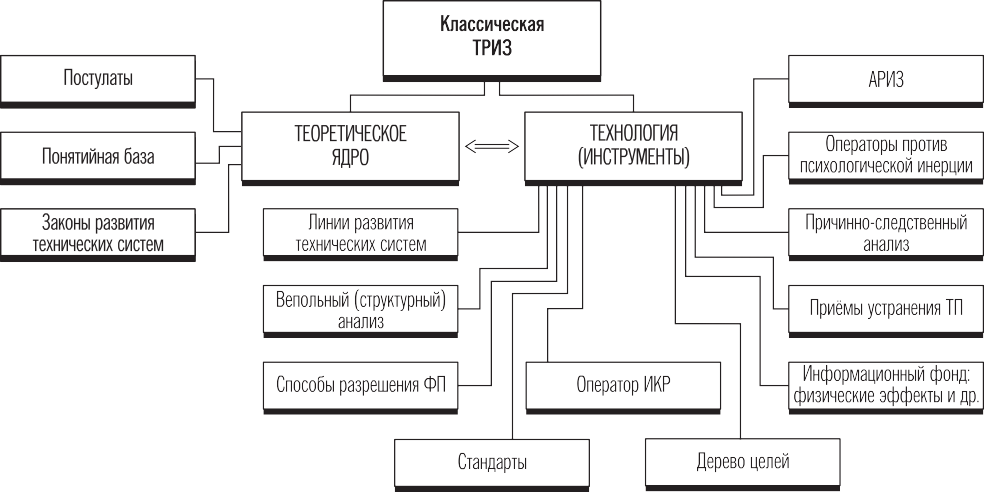 Классическая
ТРИЗ
Постулаты
Понятийная база
Законы развития
технических систем
ТЕОРЕТИЧЕСКОЕ
ЯДРО
ТЕХНОЛОГИЯ
(ИНСТРУМЕНТЫ)
АРИЗ
Операторы против
психологической инерции
Линии развития
технических систем
Причинно-следственный
анализ
Вепольный (структурный)
анализ
Приёмы устранения ТП
Способы разрешения ФП
Оператор ИКР
Информационный фонд:
физические эффекты и др.
Стандарты
Дерево целей